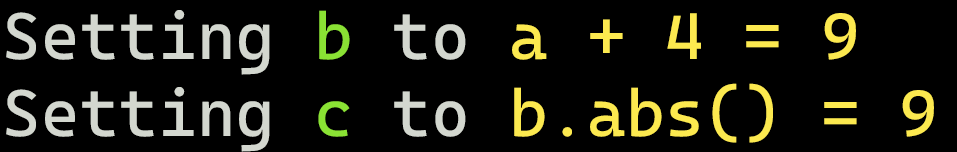 Setting b to a + 4 = 9
Setting c to b.abs() = 9